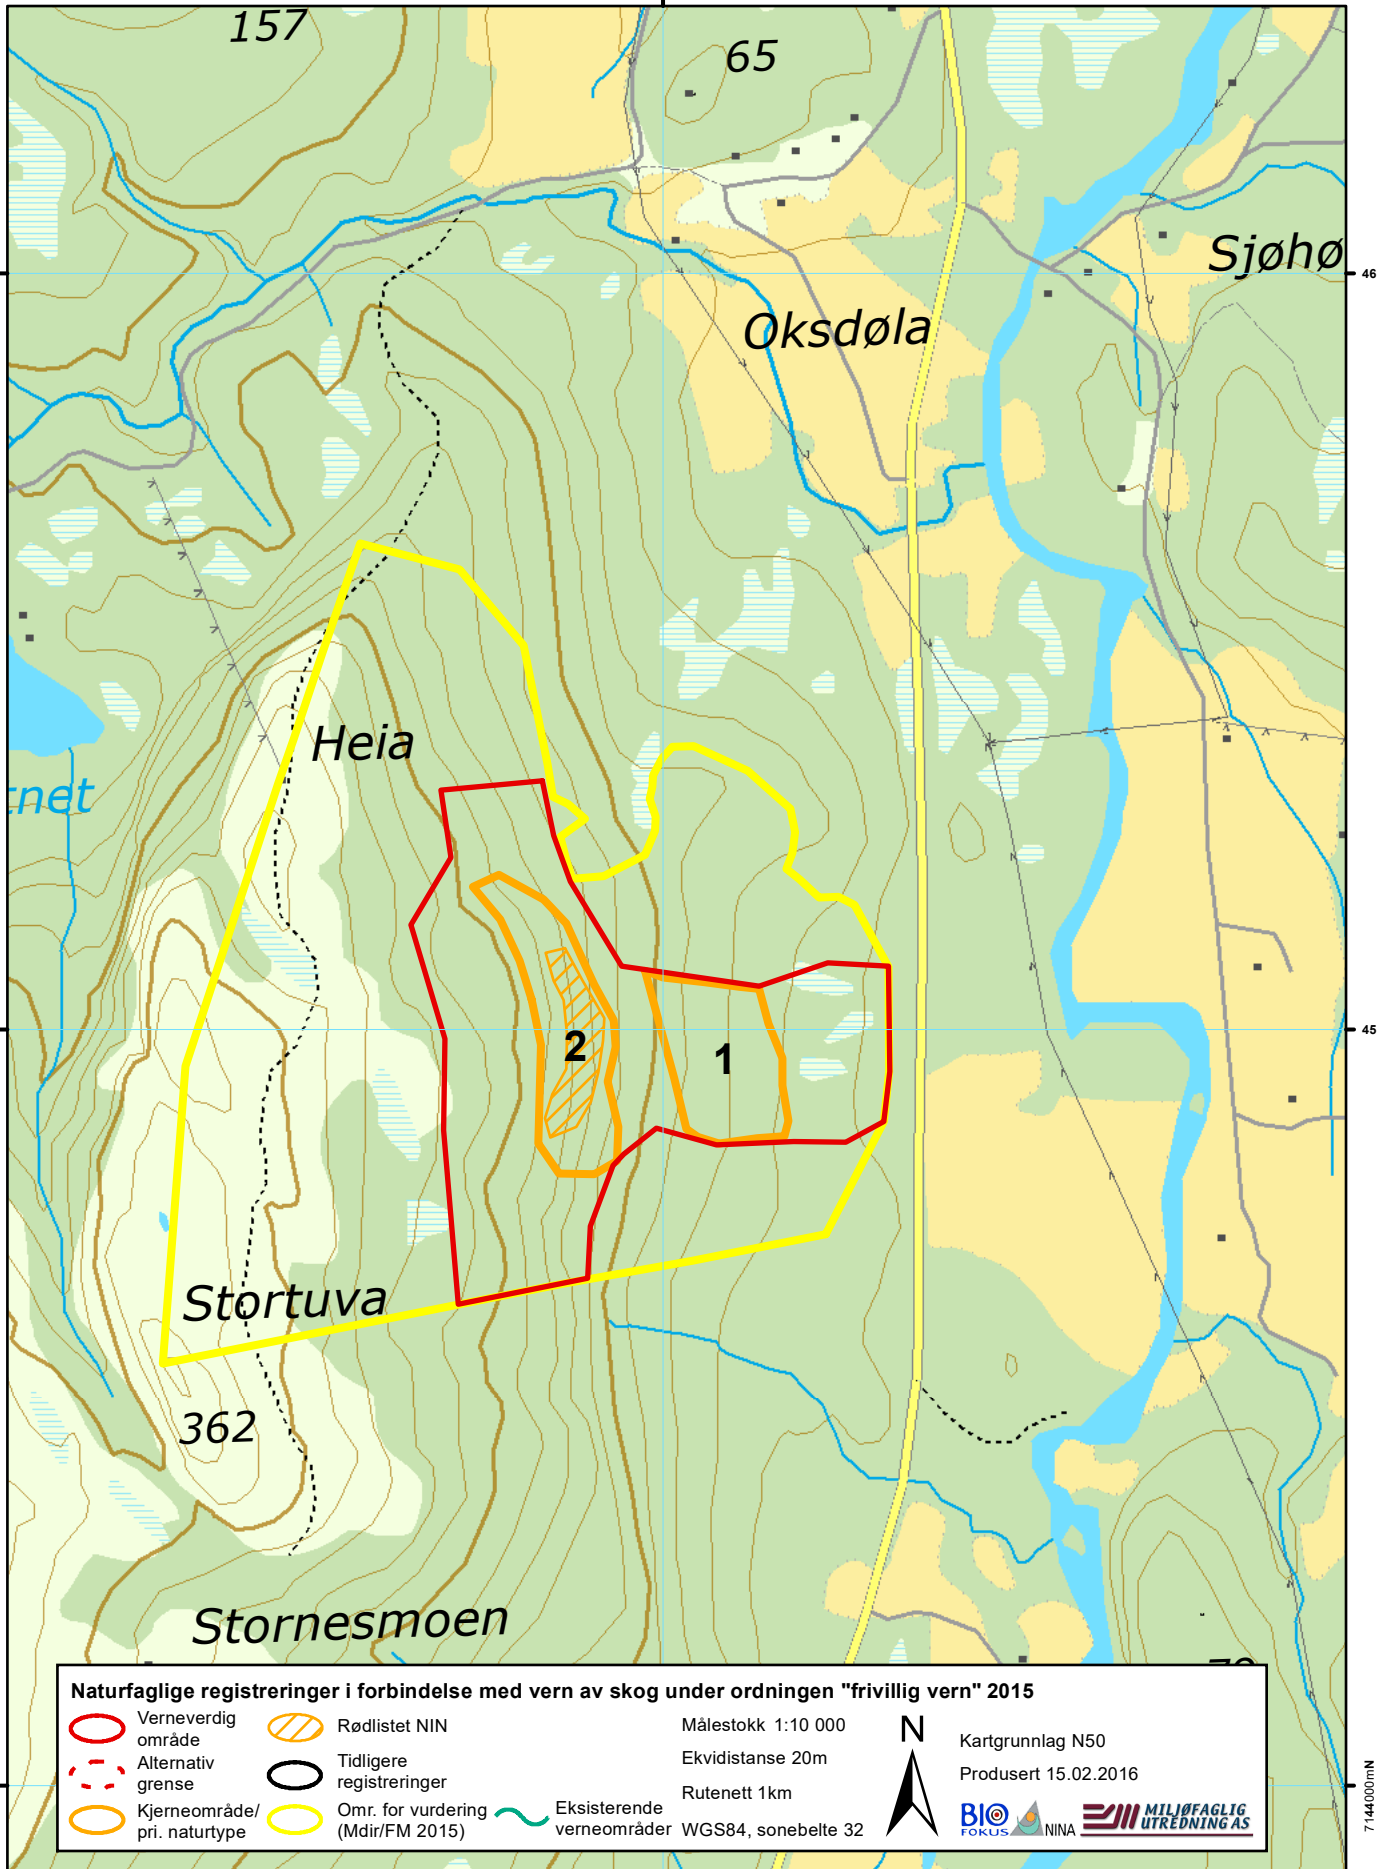 157
65
Sjøhø
46
Oksdøla
Heia
tnet
2
1
45
Stortuva
362
Stornesmoen
Naturfaglige registreringer i forbindelse med vern av skog under ordningen "frivillig vern" 2015
Verneverdig
område
Rødlistet NIN
Alternativ
grense
Tidligere
registreringer
Kjerneområde/
pri. naturtype
Omr. for vurdering
(Mdir/FM 2015)
Eksisterende
verneområder
Målestokk 1:10 000
Ekvidistanse 20m
Rutenett 1km
WGS84, sonebelte 32
N
Kartgrunnlag N50
Produsert 15.02.2016
BIO
FOKUS
NINA
MILJØFAGLIG
UTREDNING AS
7144000mN